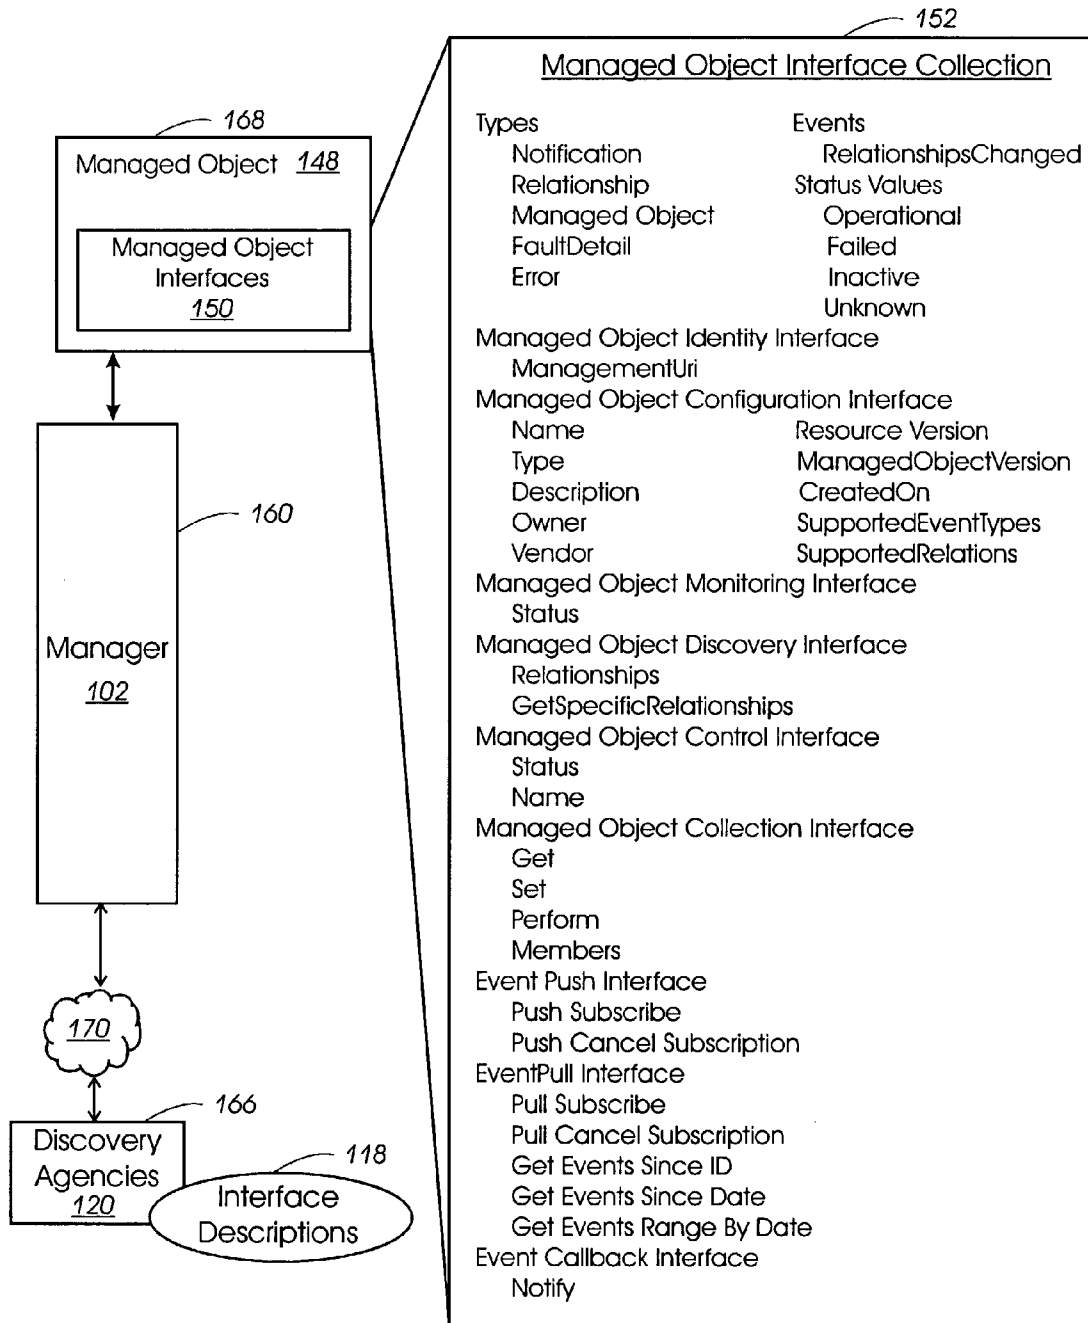 152
Managed Object Interface Collection
168
Managed Object 148
Managed Object
Interfaces
150
Manager
102
160
170
166
Discovery
Agencies
120
118
Interface
Descriptions
Types
Notification
Relationship
Managed Object
FaultDetail
Error
Events
RelationshipsChanged
Status Values
Operational
Failed
Inactive
Unknown
Managed Object Identity Interface
ManagementUri
Managed Object Configuration Interface
Name
Type
Description
Owner
Vendor
Resource Version
ManagedObjectVersion
CreatedOn
SupportedEventTypes
SupportedRelations
Managed Object Monitoring Interface
Status
Managed Object Discovery Interface
Relationships
GetSpecificRelationships
Managed Object Control Interface
Status
Name
Managed Object Collection Interface
Get
Set
Perform
Members
Event Push Interface
Push Subscribe
Push Cancel Subscription
EventPull Interface
Pull Subscribe
Pull Cancel Subscription
Get Events Since ID
Get Events Since Date
Get Events Range By Date
Event Callback Interface
Notify